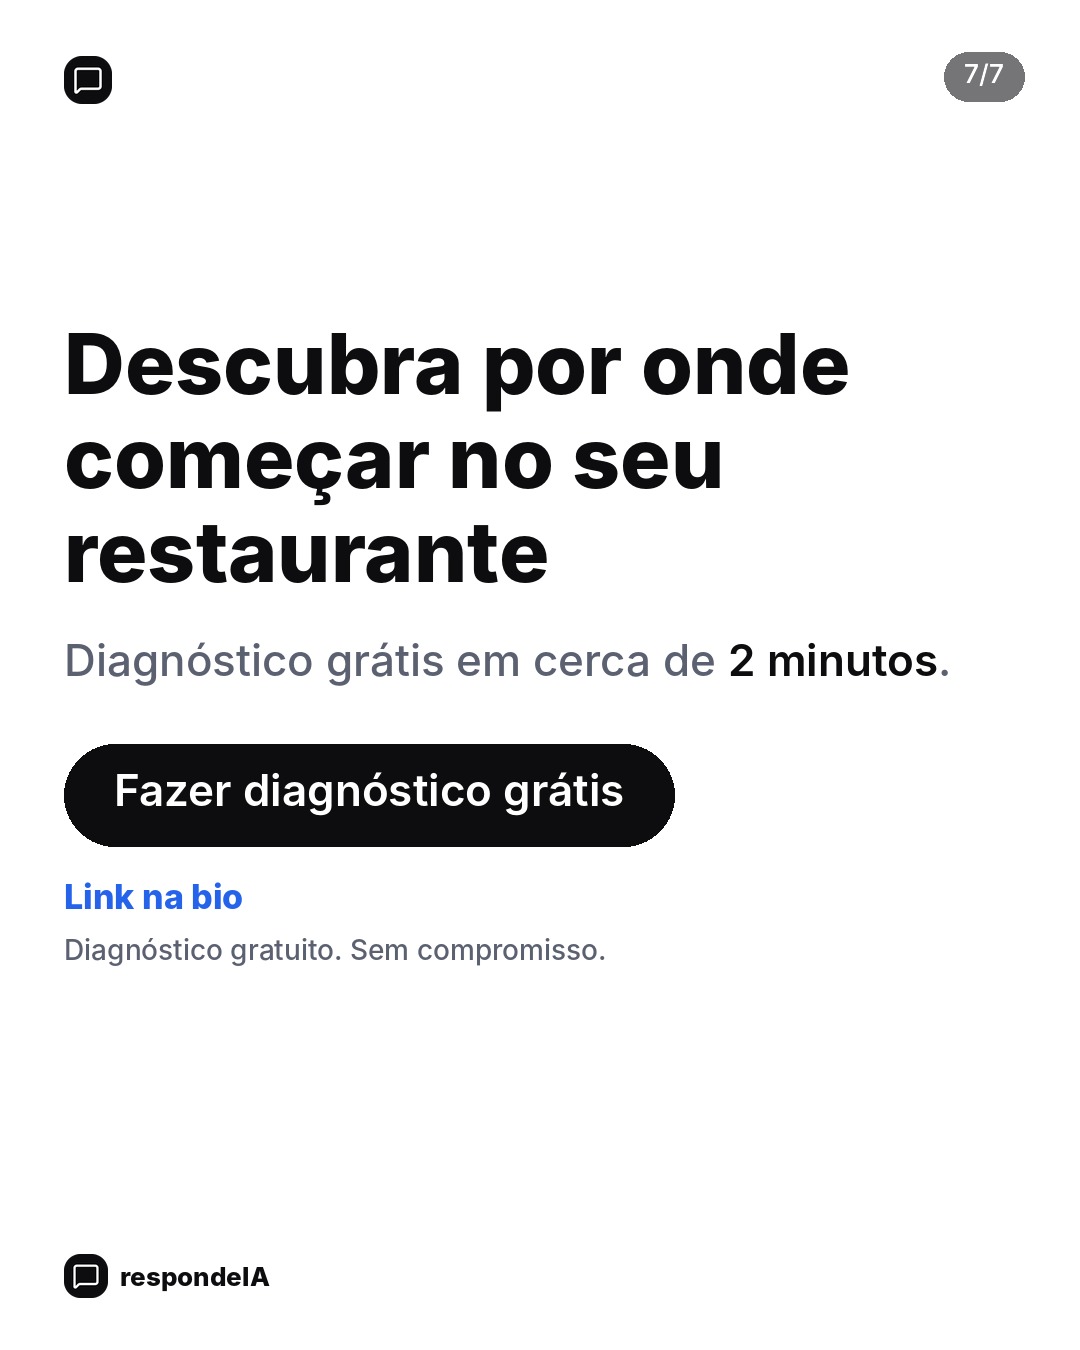 7/7
Descubra por onde
começar no seu
restaurante
Diagnóstico grátis em cerca de 2 minutos.
Fazer diagnóstico grátis
Link na bio
Diagnóstico gratuito. Sem compromisso.
respondeIA